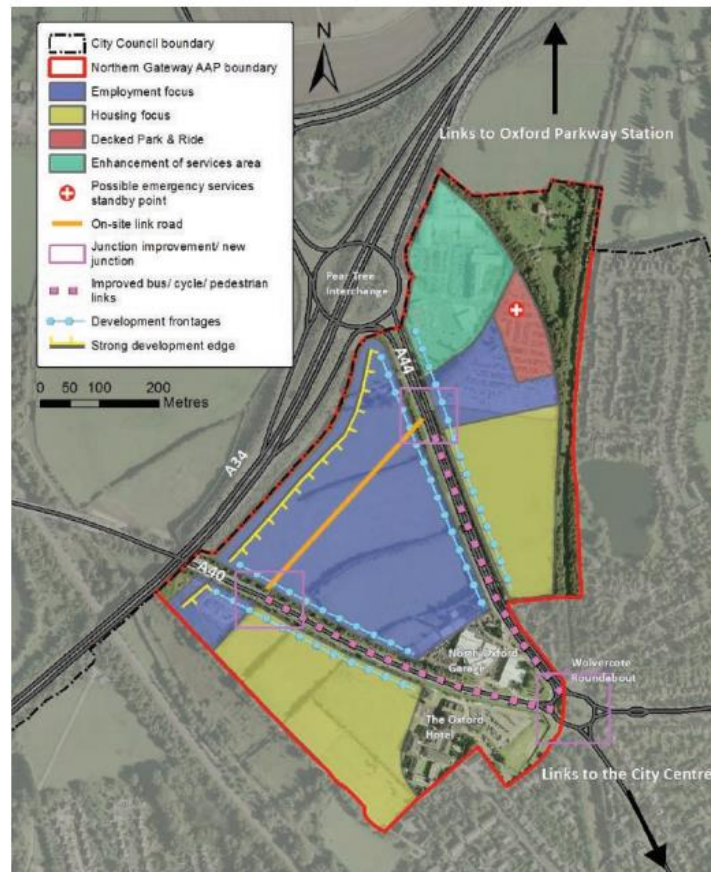 City Council boundary
Northern Gateway AAP boundary
Employment focus
Housing focus
Decked Park & Ride
Enhancement of services area
Possible emergency services
standby point
On-site link road
Junction improvement/ new
junction
Improved bus/ cycle/ pedestrian
links
Development frontages
Strong development edge
0 50 100 200
Metres
N
Links to Oxford Parkway Station
Pear Tree
Interchange
A44
A34
A40
North Oxford
Garage
Wolvercote
Roundabout
The Oxford
Hotel
Links to the City Centre